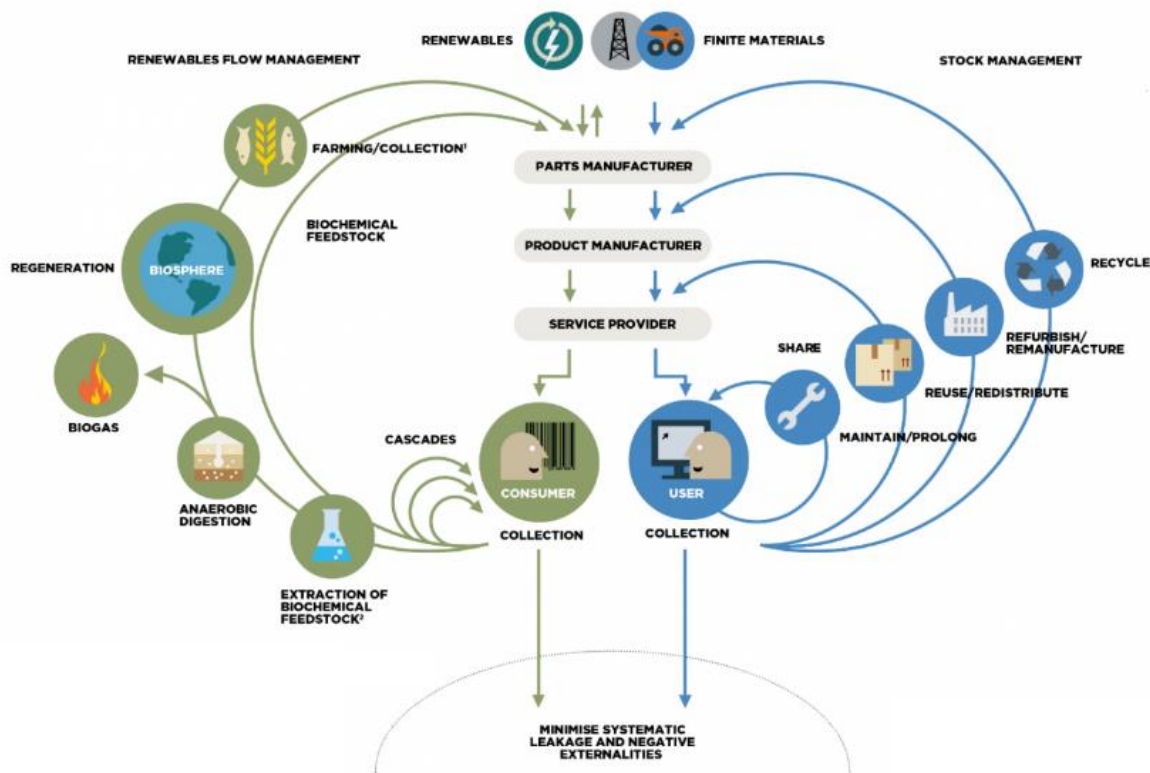 RENEWABLES
FINITE MATERIALS
RENEWABLES FLOW MANAGEMENT
STOCK MANAGEMENT
FARMING/COLLECTION¹
PARTS MANUFACTURER
BIOCHEMICAL
FEEDSTOCK
PRODUCT MANUFACTURER
REGENERATION
BIOSPHERE
RECYCLE
SERVICE PROVIDER
SHARE
REFURBISH/
REMANUFACTURE
REUSE/REDISTRIBUTE
BIOGAS
CASCADES
MAINTAIN/PROLONG
CONSUMER
USER
ANAEROBIC
DIGESTION
COLLECTION
COLLECTION
EXTRACTION OF
BIOCHEMICAL
FEEDSTOCK²
MINIMISE SYSTEMATIC
LEAKAGE AND NEGATIVE
EXTERNALITIES